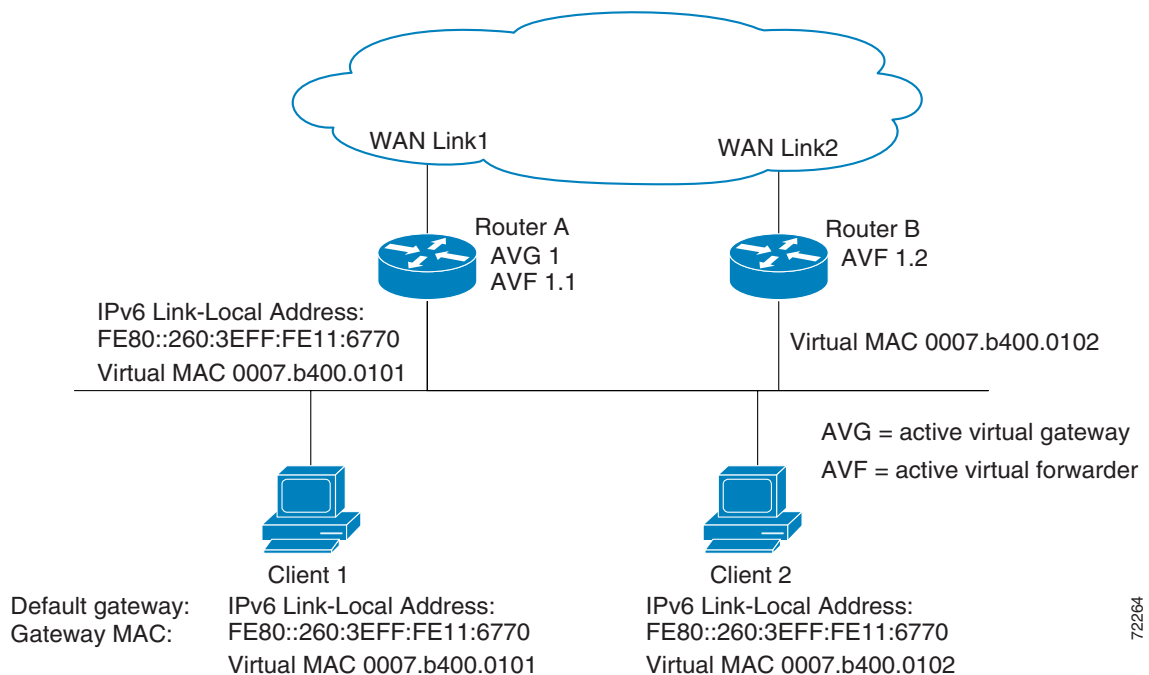 WAN Link1
WAN Link2
Router A
AVG 1
AVF 1.1
Router B
AVF 1.2
IPv6 Link-Local Address:
FE80::260:3EFF:FE11:6770
Virtual MAC 0007.b400.0101
Virtual MAC 0007.b400.0102
AVG = active virtual gateway
AVF = active virtual forwarder
Client 1
Client 2
Default gateway:
Gateway MAC:
IPv6 Link-Local Address:
FE80::260:3EFF:FE11:6770
Virtual MAC 0007.b400.0101
IPv6 Link-Local Address:
FE80::260:3EFF:FE11:6770
Virtual MAC 0007.b400.0102
72264